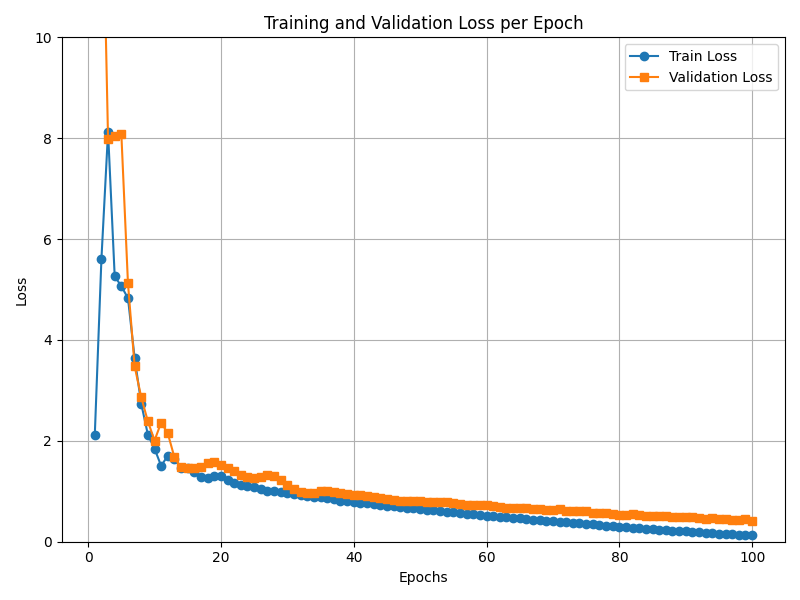 Training and Validation Loss per Epoch
Train Loss
Validation Loss
Loss
10
8
6
4
2
0
0 20 40 60 80 100
Epochs